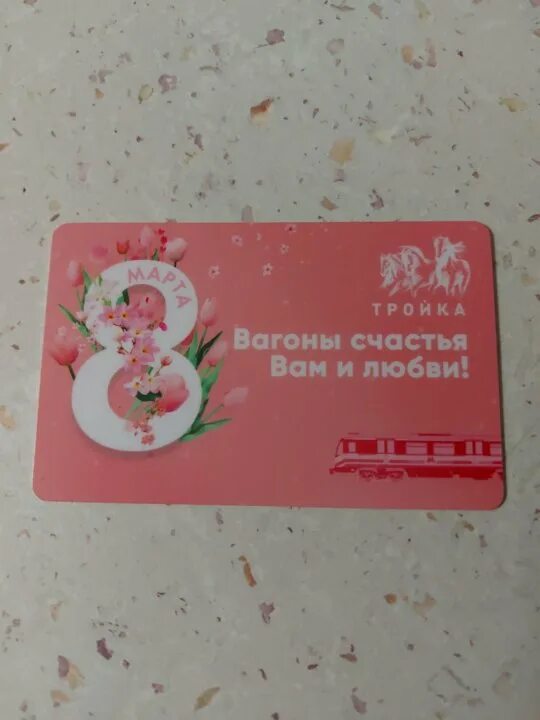 8
МАРТА
ТРОЙКА
Вагоны счастья
Вам и любви!